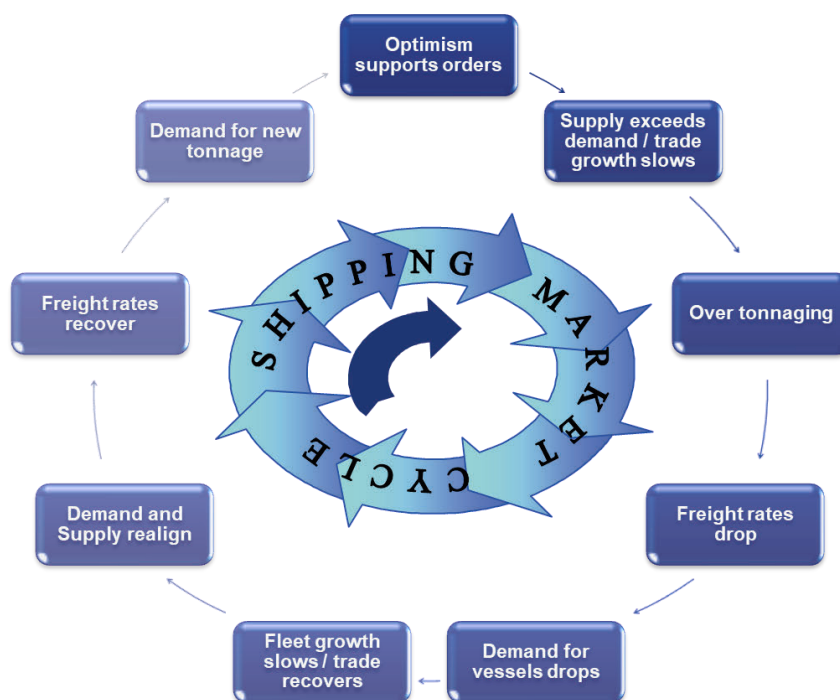 Optimism
supports orders
Supply exceeds
demand / trade
growth slows
Over tonnaging
Freight rates
drop
Demand for
vessels drops
Fleet growth
slows / trade
recovers
Demand and
Supply realign
Freight rates
recover
Demand for new
tonnage
SHIPPING MARKET CYCLE